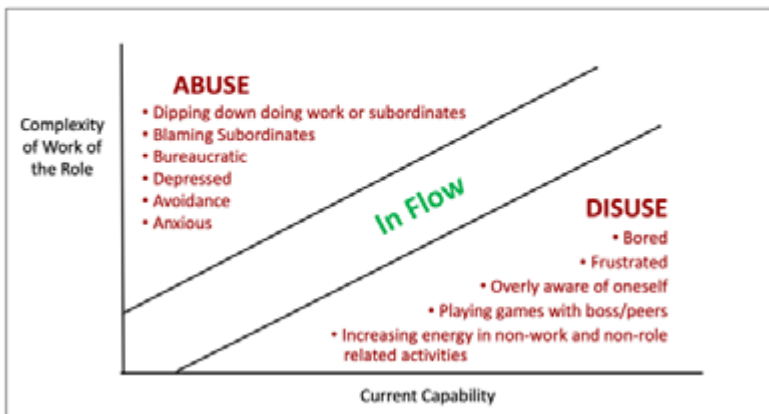 ABUSE
• Dipping down doing work or subordinates
• Blaming Subordinates
• Bureaucratic
• Depressed
• Avoidance
• Anxious
Complexity
of Work of
the Role
In Flow
DISUSE
• Bored
• Frustrated
• Overly aware of oneself
• Playing games with boss/peers
• Increasing energy in non-work and non-role
related activities
Current Capability